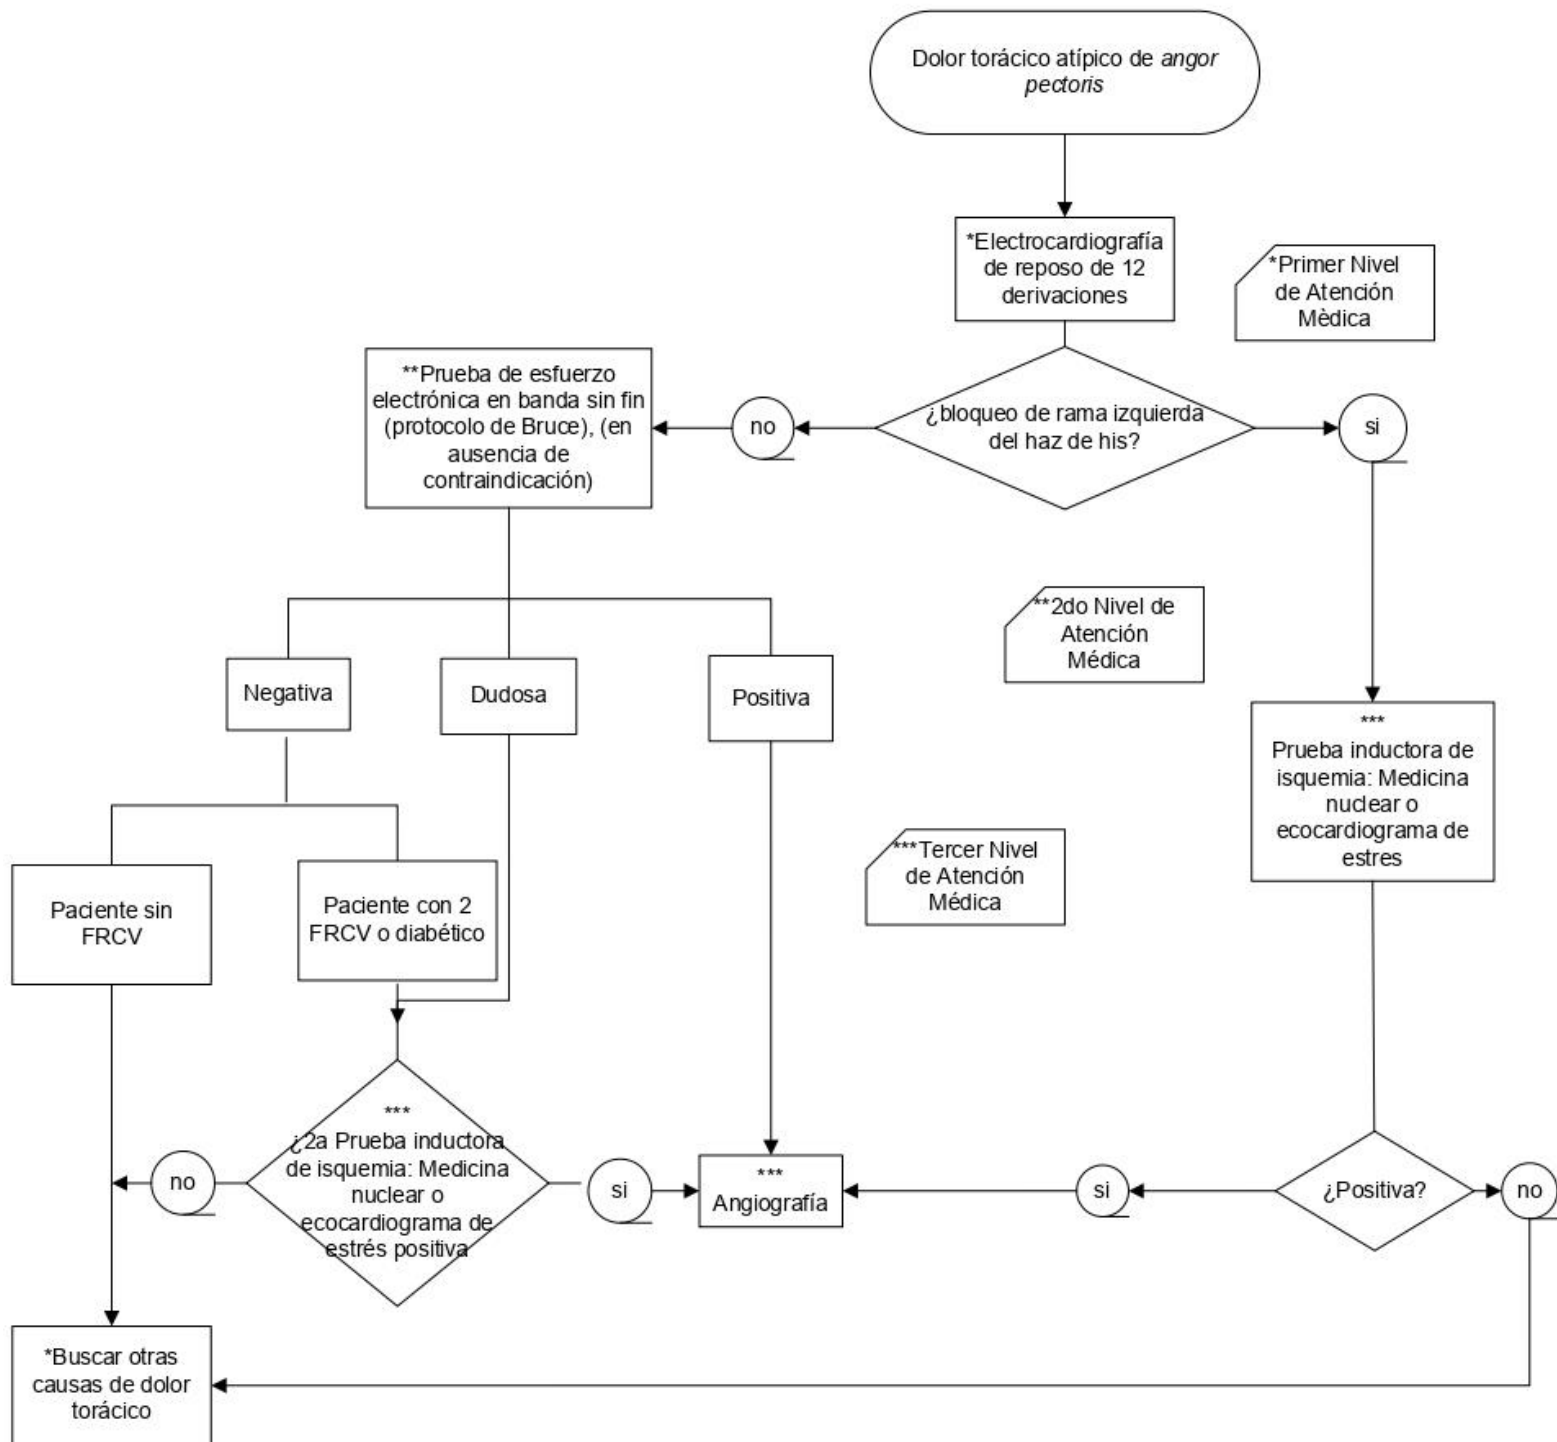 Dolor torácico atípico de angor
pectoris
*Electrocardiografía
de reposo de 12
derivaciones
*Primer Nivel
de Atención
Mèdica
**Prueba de esfuerzo
electrónica en banda sin fin
(protocolo de Bruce), (en
ausencia de
contraindicación)
no
¿bloqueo de rama izquierda
del haz de his?
si
**2do Nivel de
Atención
Médica
Negativa
Dudosa
Positiva
***
Prueba inductora de
isquemia: Medicina
nuclear o
ecocardiograma de
estres
***Tercer Nivel
de Atención
Médica
Paciente sin
FRCV
Paciente con 2
FRCV o diabético
***
¿2a Prueba inductora
de isquemia: Medicina
nuclear o
ecocardiograma de
estrés positiva
no
si
***
Angiografía
si
¿Positiva?
no
*Buscar otras
causas de dolor
torácico